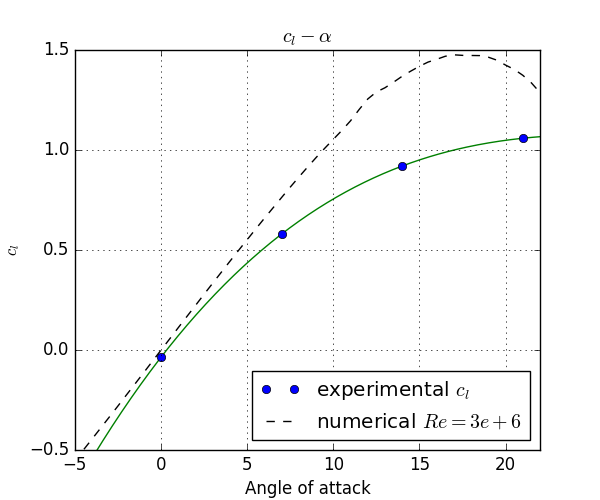 c_l − α
1.5
1.0
0.5
0.0
−0.5
c_l
experimental c_l
numerical Re = 3e + 6
−5 0 5 10 15 20
Angle of attack